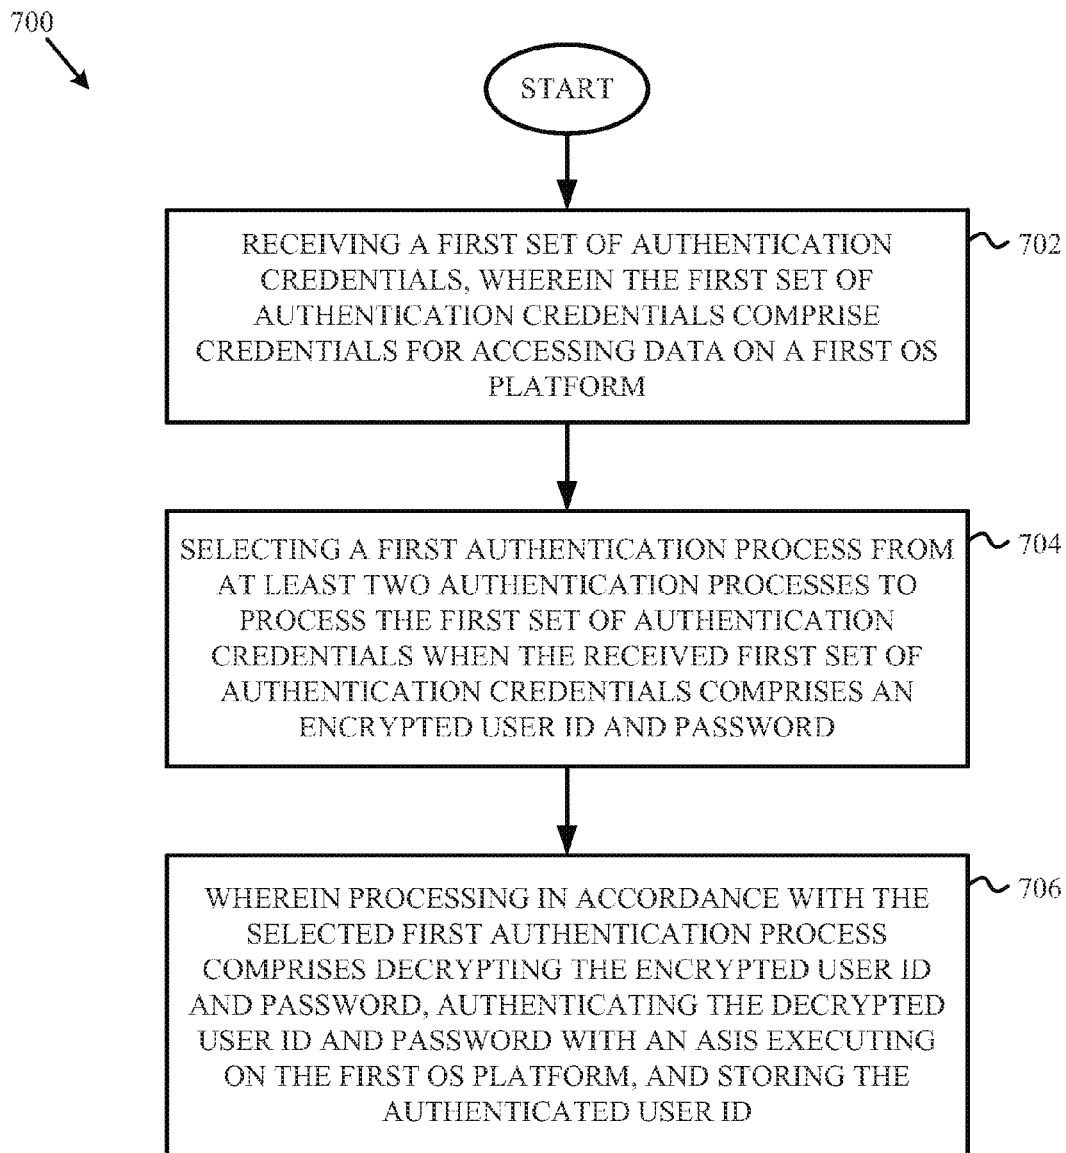 700
START
RECEIVING A FIRST SET OF AUTHENTICATION
CREDENTIALS, WHEREIN THE FIRST SET OF
AUTHENTICATION CREDENTIALS COMPRISE
CREDENTIALS FOR ACCESSING DATA ON A FIRST OS
PLATFORM
702
SELECTING A FIRST AUTHENTICATION PROCESS FROM
AT LEAST TWO AUTHENTICATION PROCESSES TO
PROCESS THE FIRST SET OF AUTHENTICATION
CREDENTIALS WHEN THE RECEIVED FIRST SET OF
AUTHENTICATION CREDENTIALS COMPRISES AN
ENCRYPTED USER ID AND PASSWORD
704
WHEREIN PROCESSING IN ACCORDANCE WITH THE
SELECTED FIRST AUTHENTICATION PROCESS
COMPRISES DECRYPTING THE ENCRYPTED USER ID
AND PASSWORD, AUTHENTICATING THE DECRYPTED
USER ID AND PASSWORD WITH AN ASIS EXECUTING
ON THE FIRST OS PLATFORM, AND STORING THE
AUTHENTICATED USER ID
706